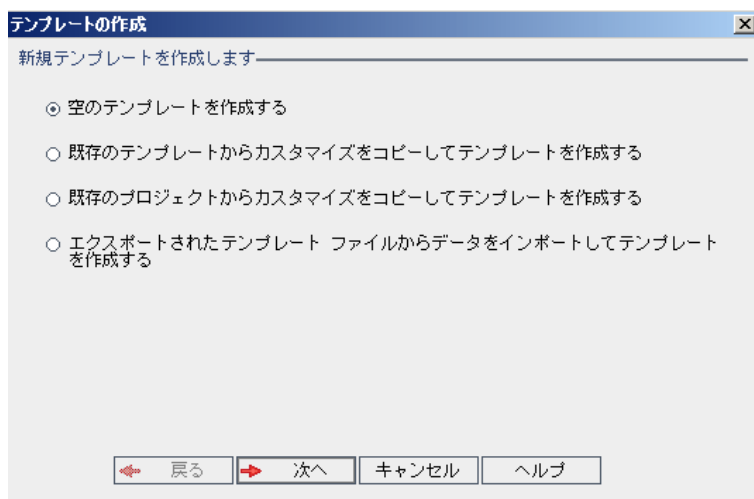 テンプレートの作成
新規テンプレートを作成します
空のテンプレートを作成する
既存のテンプレートからカスタマイズをコピーしてテンプレートを作成する
既存のプロジェクトからカスタマイズをコピーしてテンプレートを作成する
エクスポートされたテンプレート ファイルからデータをインポートしてテンプレート
を作成する
戻る 次へ キャンセル ヘルプ